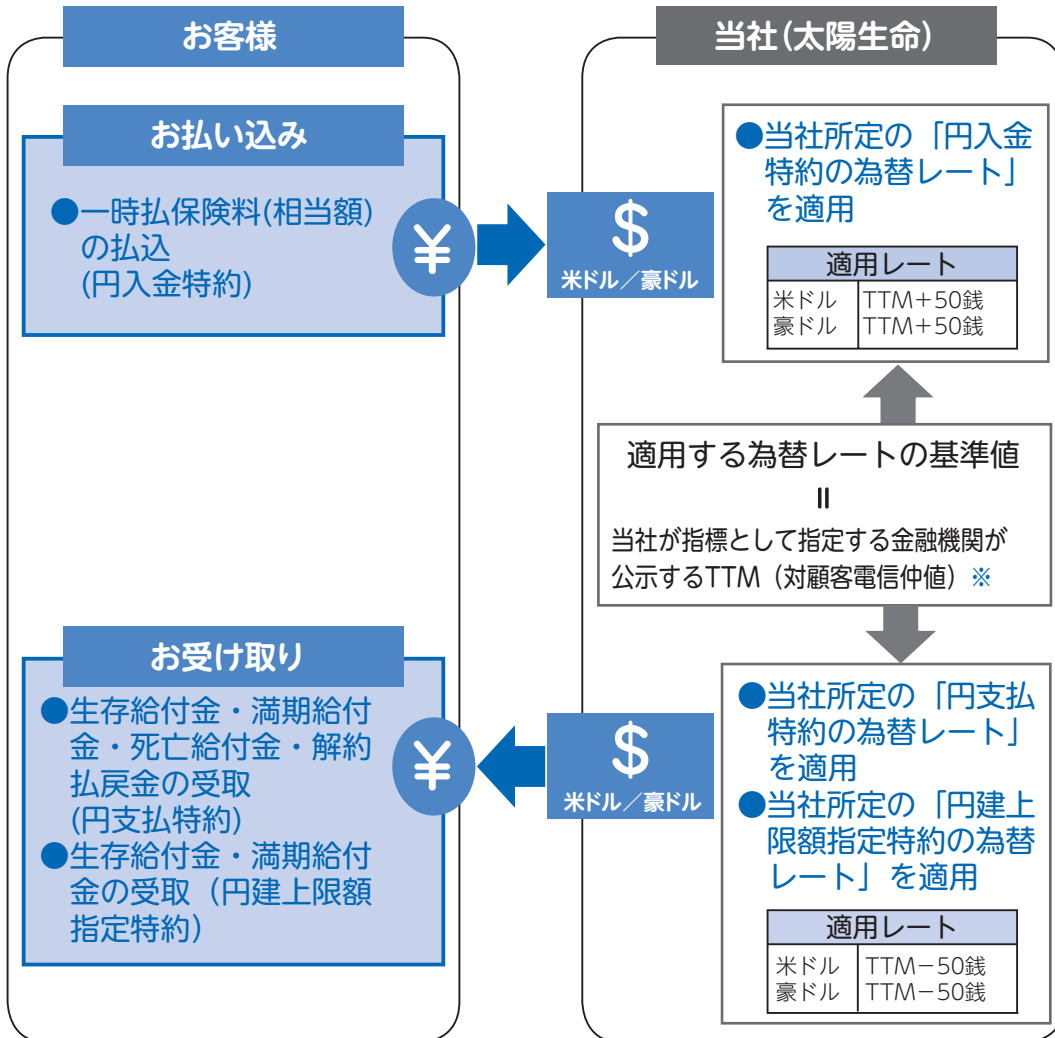 お客様
お払い込み
●一時払保険料(相当額)
の払込
(円入金特約)
¥
お受け取り
●生存給付金・満期給付
金・死亡給付金・解約
払戻金の受取
(円支払特約)
●生存給付金・満期給付
金の受取（円建上限額
指定特約）
¥
当社（太陽生命）
$
米ドル／豪ドル
●当社所定の「円入金
特約の為替レート」
を適用
適用レート
米ドル TTM＋50銭
豪ドル TTM＋50銭
適用する為替レートの基準値
＝
当社が指標として指定する金融機関が
公示するTTM（対顧客電信仲値）※
$
米ドル／豪ドル
●当社所定の「円支払
特約の為替レート」
を適用
●当社所定の「円建上
限額指定特約の為替
レート」を適用
適用レート
米ドル TTM－50銭
豪ドル TTM－50銭